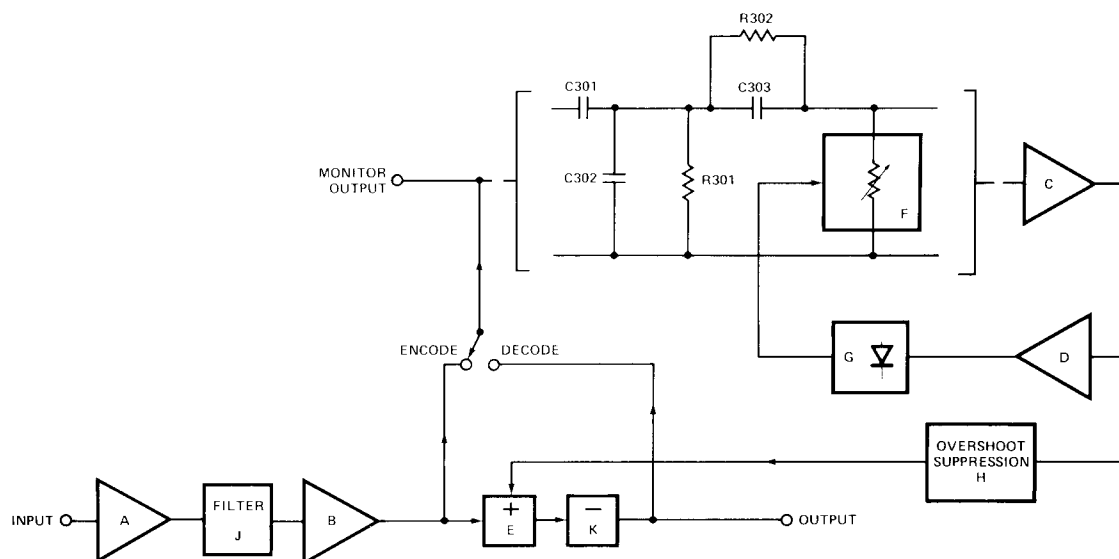 R302
C301
C303
MONITOR
OUTPUT
C302
R301
F
C
ENCODE
DECODE
G
D
OVERSHOOT
SUPPRESSION
H
INPUT
A
FILTER
J
B
+
E
−
K
OUTPUT